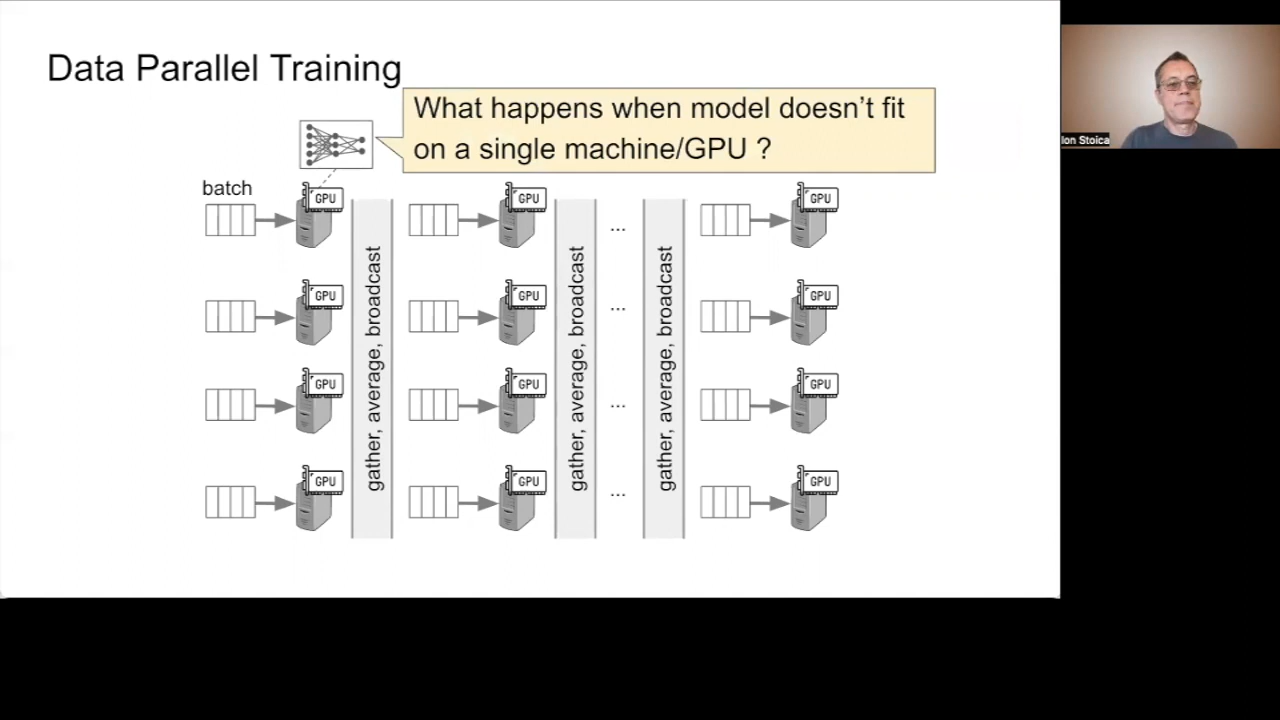 Data Parallel Training
What happens when model doesn't fit
on a single machine/GPU ?
Ion Stoica
batch
GPU
GPU
GPU
...
GPU
GPU
GPU
...
GPU
GPU
GPU
...
GPU
GPU
GPU
...
gather, average, broadcast
gather, average, broadcast
gather, average, broadcast